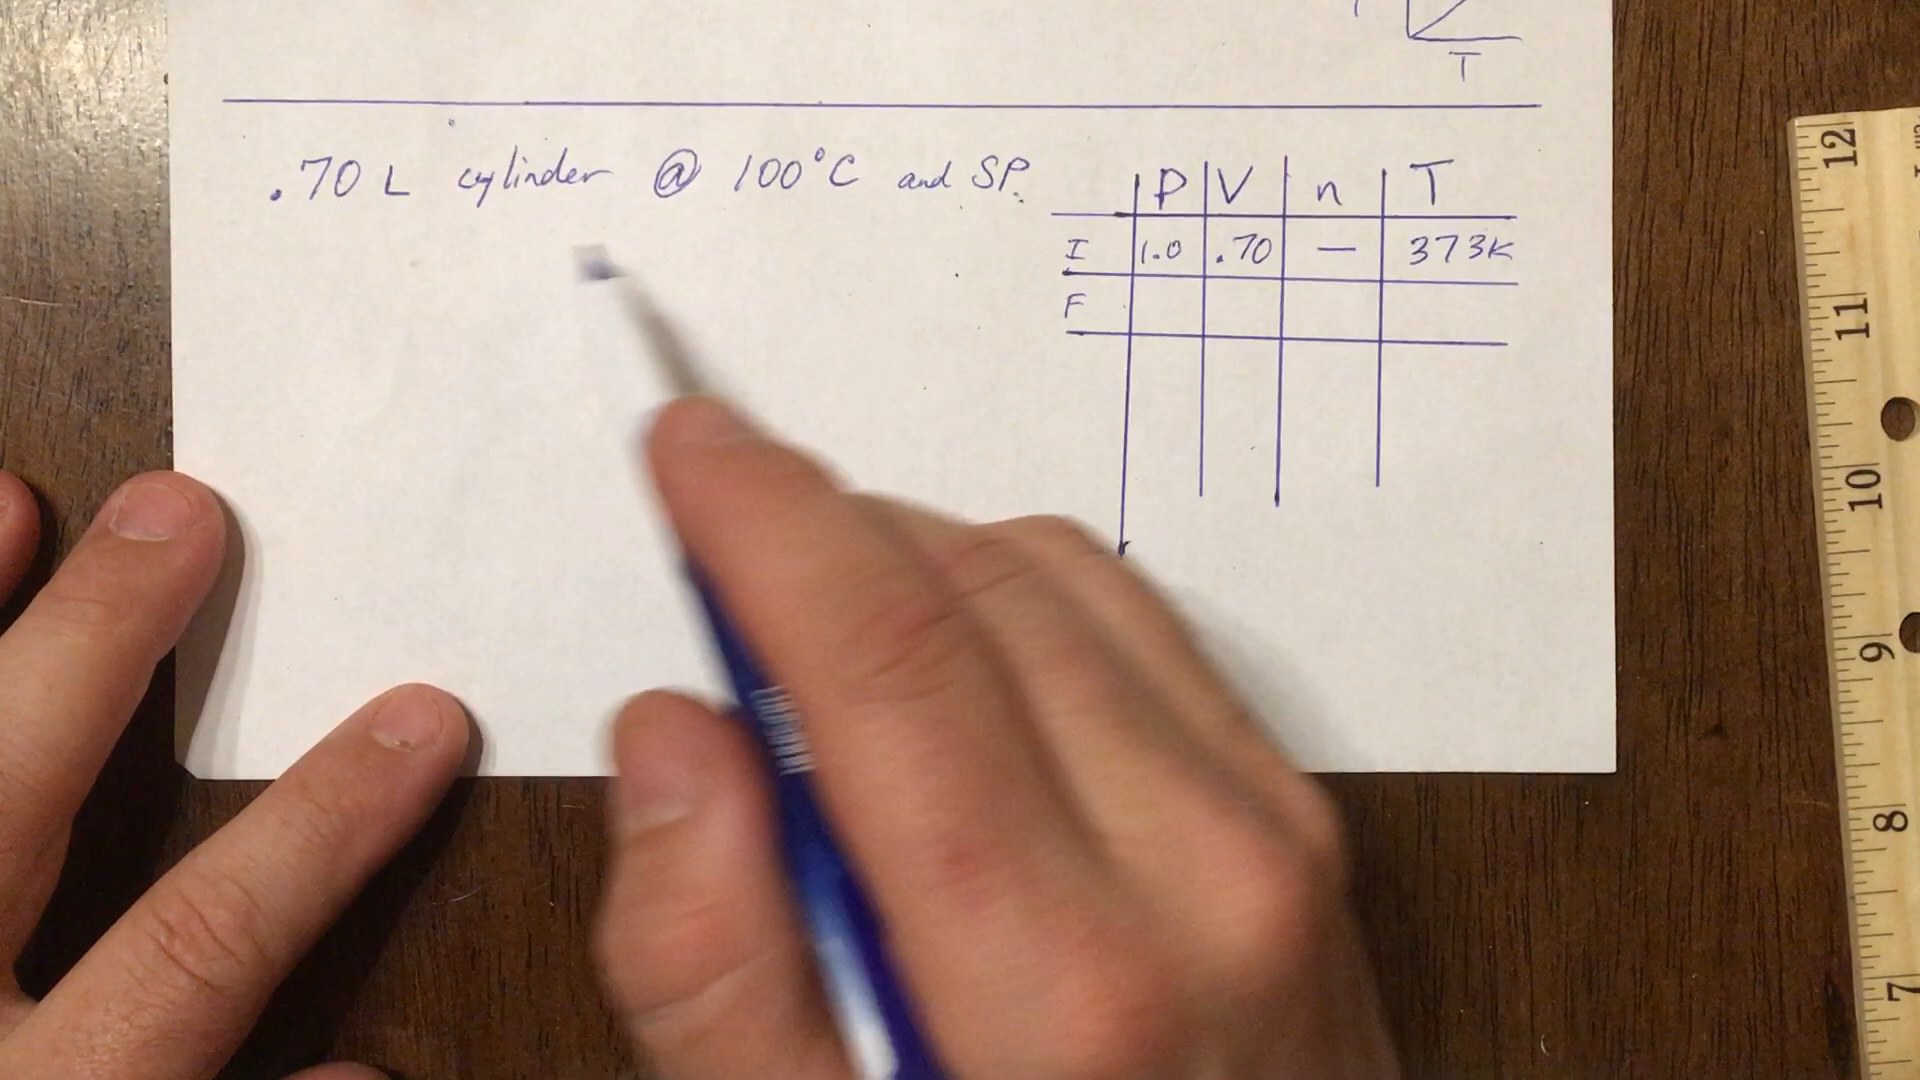 T
.70 L cylinder @ 100°C and SP.
P V n T
I 1.0 .70 — 373K
F
12
11
10
9
8
7